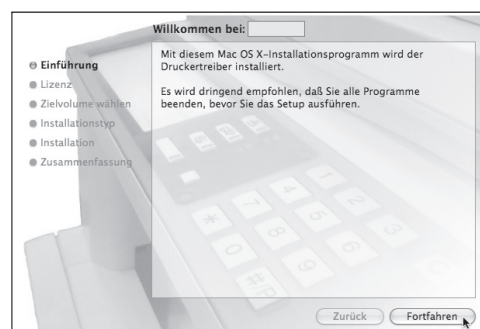 Willkommen bei:
Einführung
Lizenz
Zielvolume wählen
Installationstyp
Installation
Zusammenfassung
Mit diesem Mac OS X-Installationsprogramm wird der
Druckertreiber installiert.
Es wird dringend empfohlen, daß Sie alle Programme
beenden, bevor Sie das Setup ausführen.
Zurück
Fortfahren